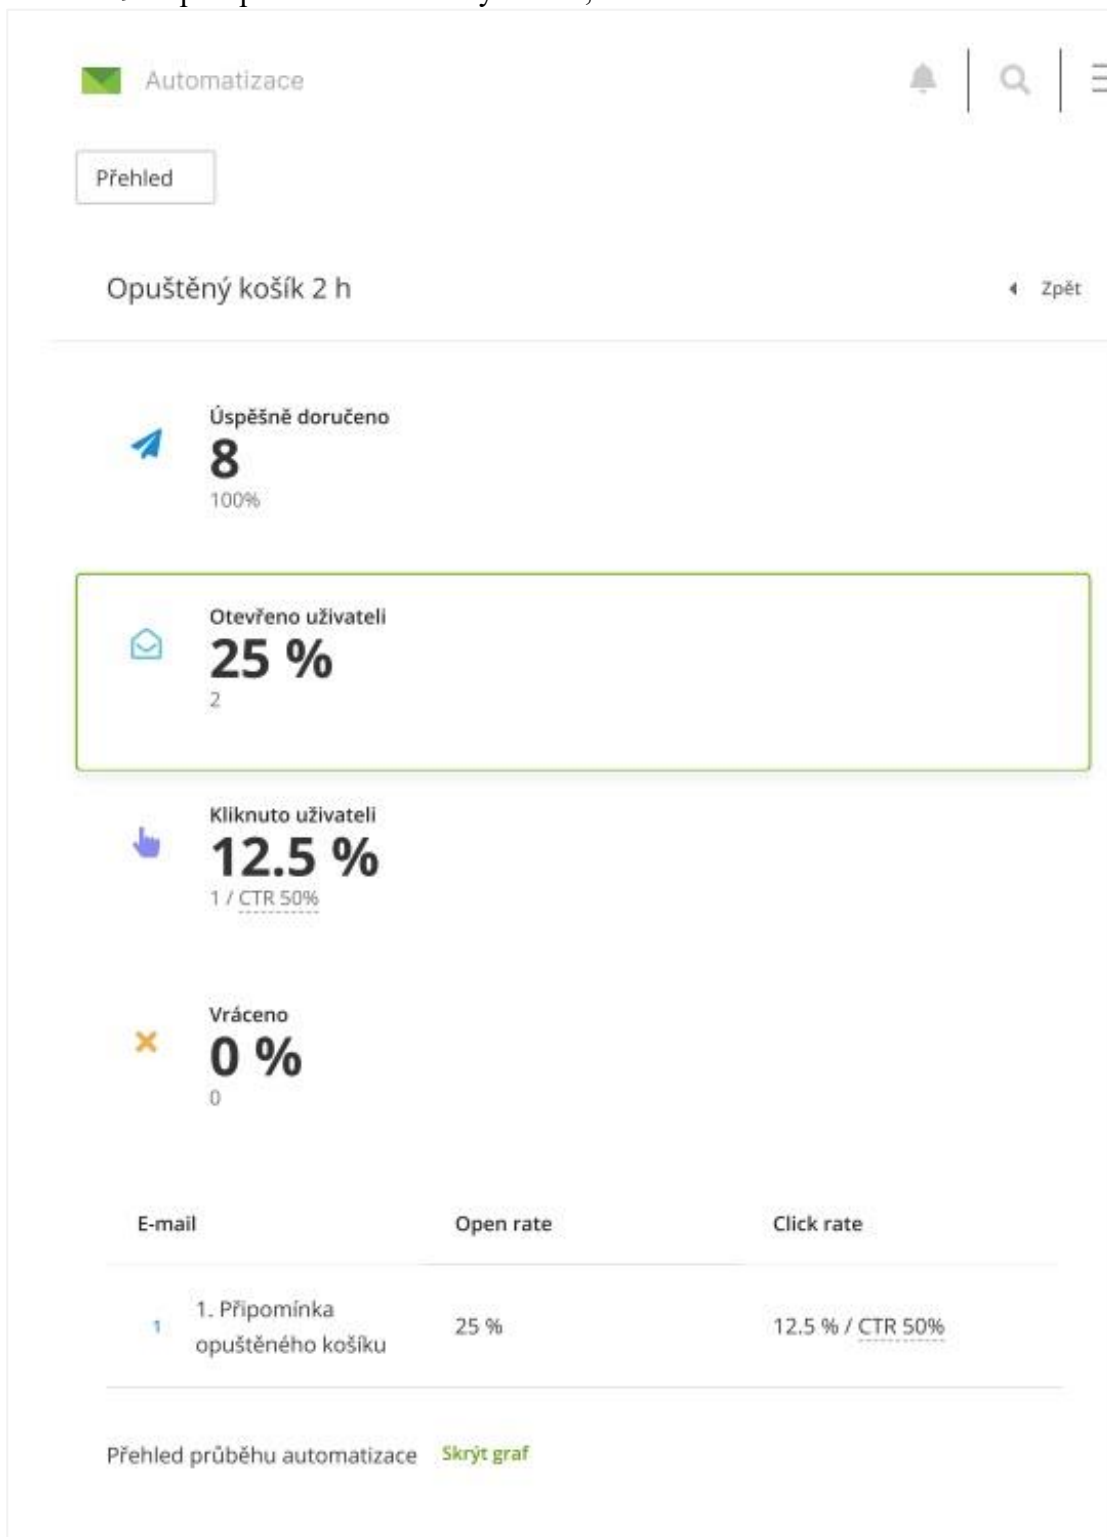 Automatizace
Přehled
Opuštěný košík 2 h
Zpět
Úspěšně doručeno
8
100%
Otevřeno uživateli
25 %
2
Kliknuto uživateli
12.5 %
1 / CTR 50%
Vráceno
0 %
0
E-mail Open rate Click rate
1 1. Připomínka
opuštěného košíku 25 % 12.5 % / CTR 50%
Přehled průběhu automatizace Skrýt graf